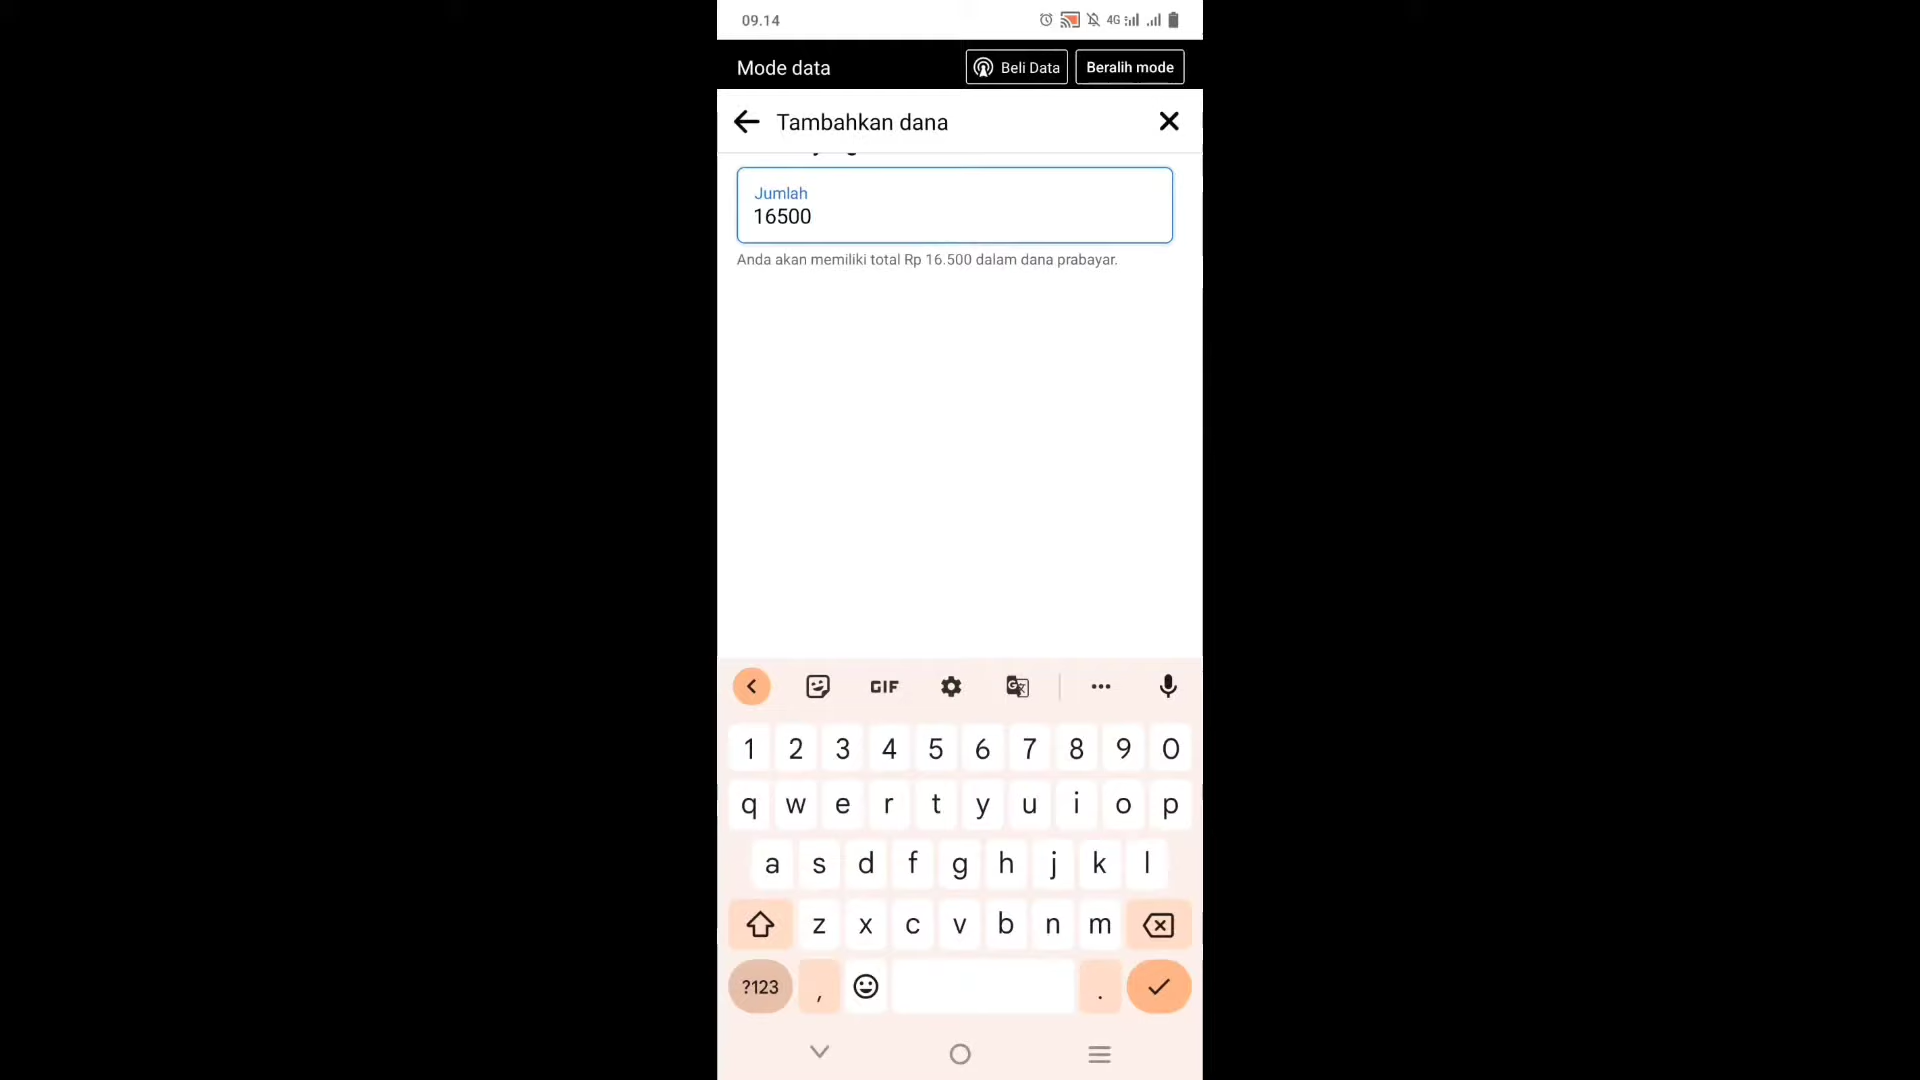 09.14
4G
Mode data
Beli Data
Beralih mode
Tambahkan dana
Jumlah
16500
Anda akan memiliki total Rp 16.500 dalam dana prabayar.
GIF
1 2 3 4 5 6 7 8 9 0
q w e r t y u i o p
a s d f g h j k l
z x c v b n m
?123 , .